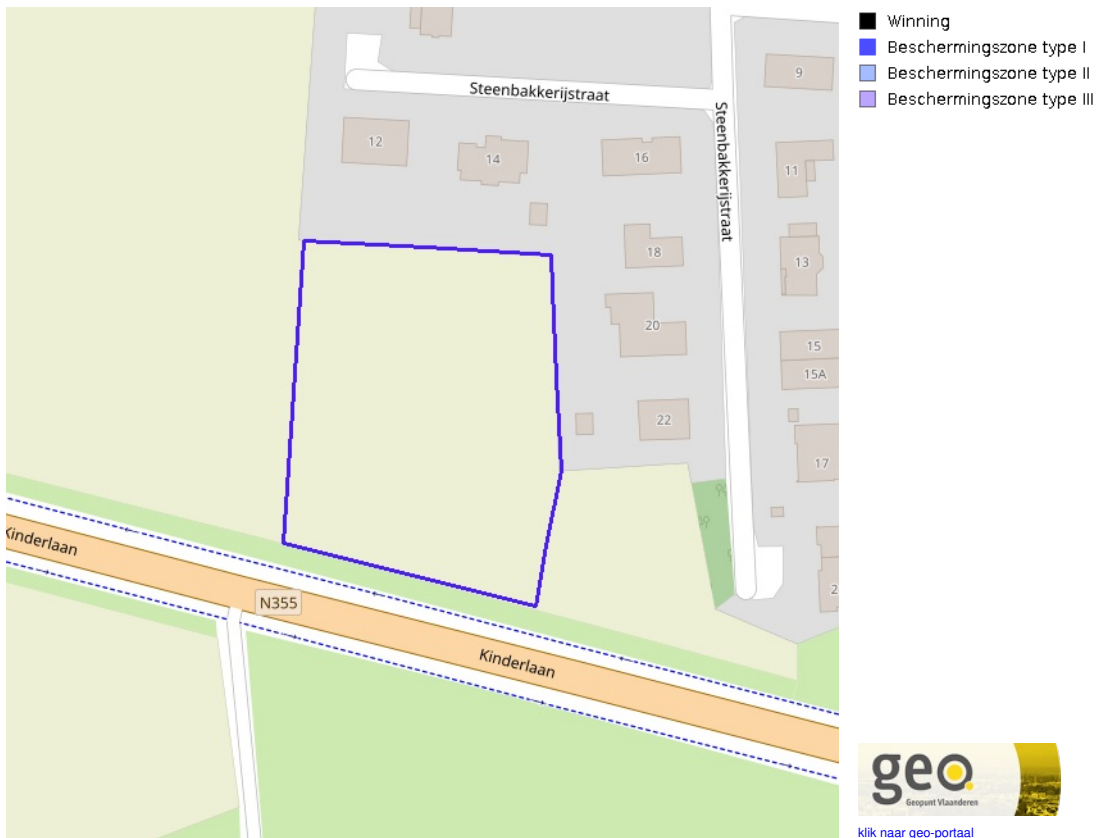 Winning
Beschermingszone type I
Beschermingszone type II
Beschermingszone type III
Steenbakkerijstraat
Steenbakkerijstraat
9
12
14
16
11
18
13
20
15
15A
22
17
2
Kinderlaan
N355
Kinderlaan
geo.
Geopunt Vlaanderen
klik naar geo-portaal